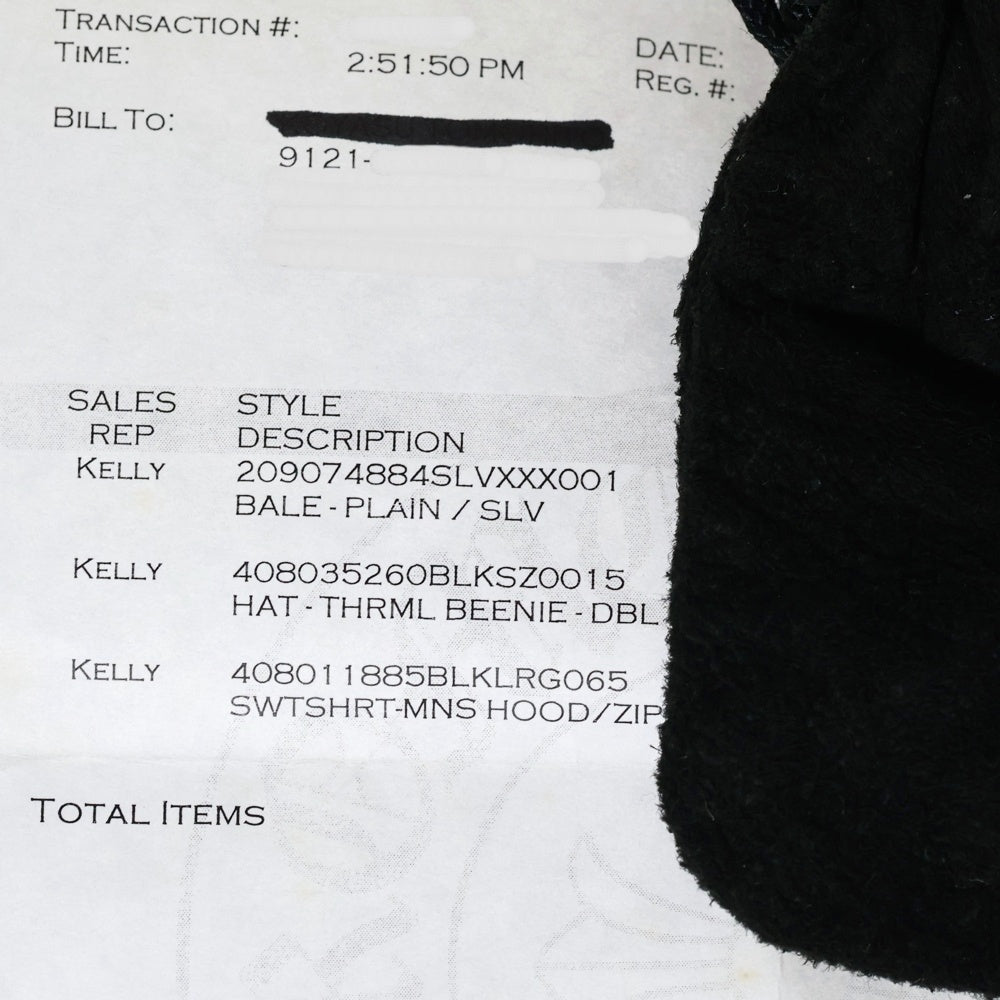 TRANSACTION #:
TIME: 2:51:50 PM DATE:
REG. #:
BILL TO:
9121-
SALES STYLE
REP DESCRIPTION
KELLY 209074884SLVXXX001
BALE - PLAIN / SLV
KELLY 408035260BLKSZ0015
HAT - THRML BEENIE - DBL
KELLY 408011885BLKLRG065
SWTSHRT-MNS HOOD/ZIP
TOTAL ITEMS